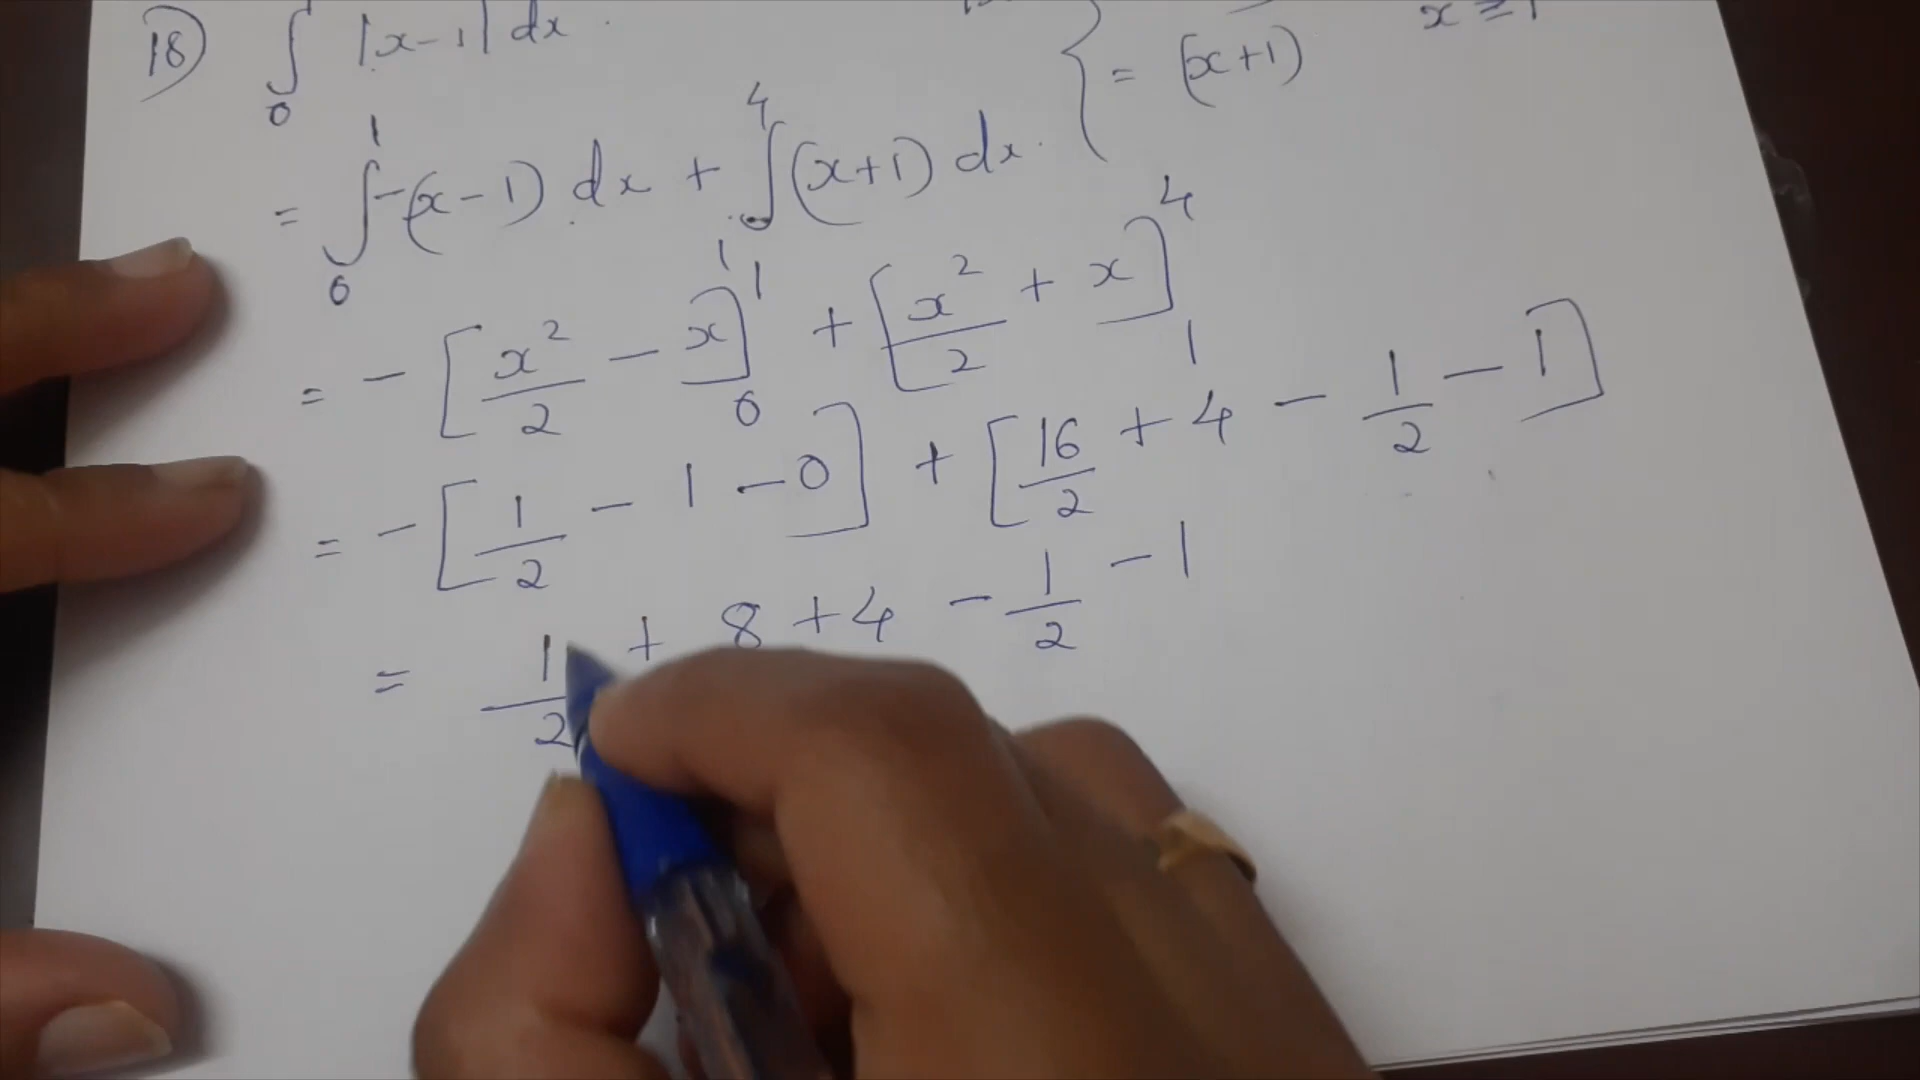 18) ∫₀ |x-1| dx.
= (x+1) x ≥ 1
= ∫₀¹ -(x-1) dx + ∫₁⁴ (x+1) dx.
= - [x²/2 - x]₀¹ + [x²/2 + x]₁⁴
= - [1/2 - 1 - 0] + [16/2 + 4 - 1/2 - 1]
= 1/2 + 8 + 4 - 1/2 - 1